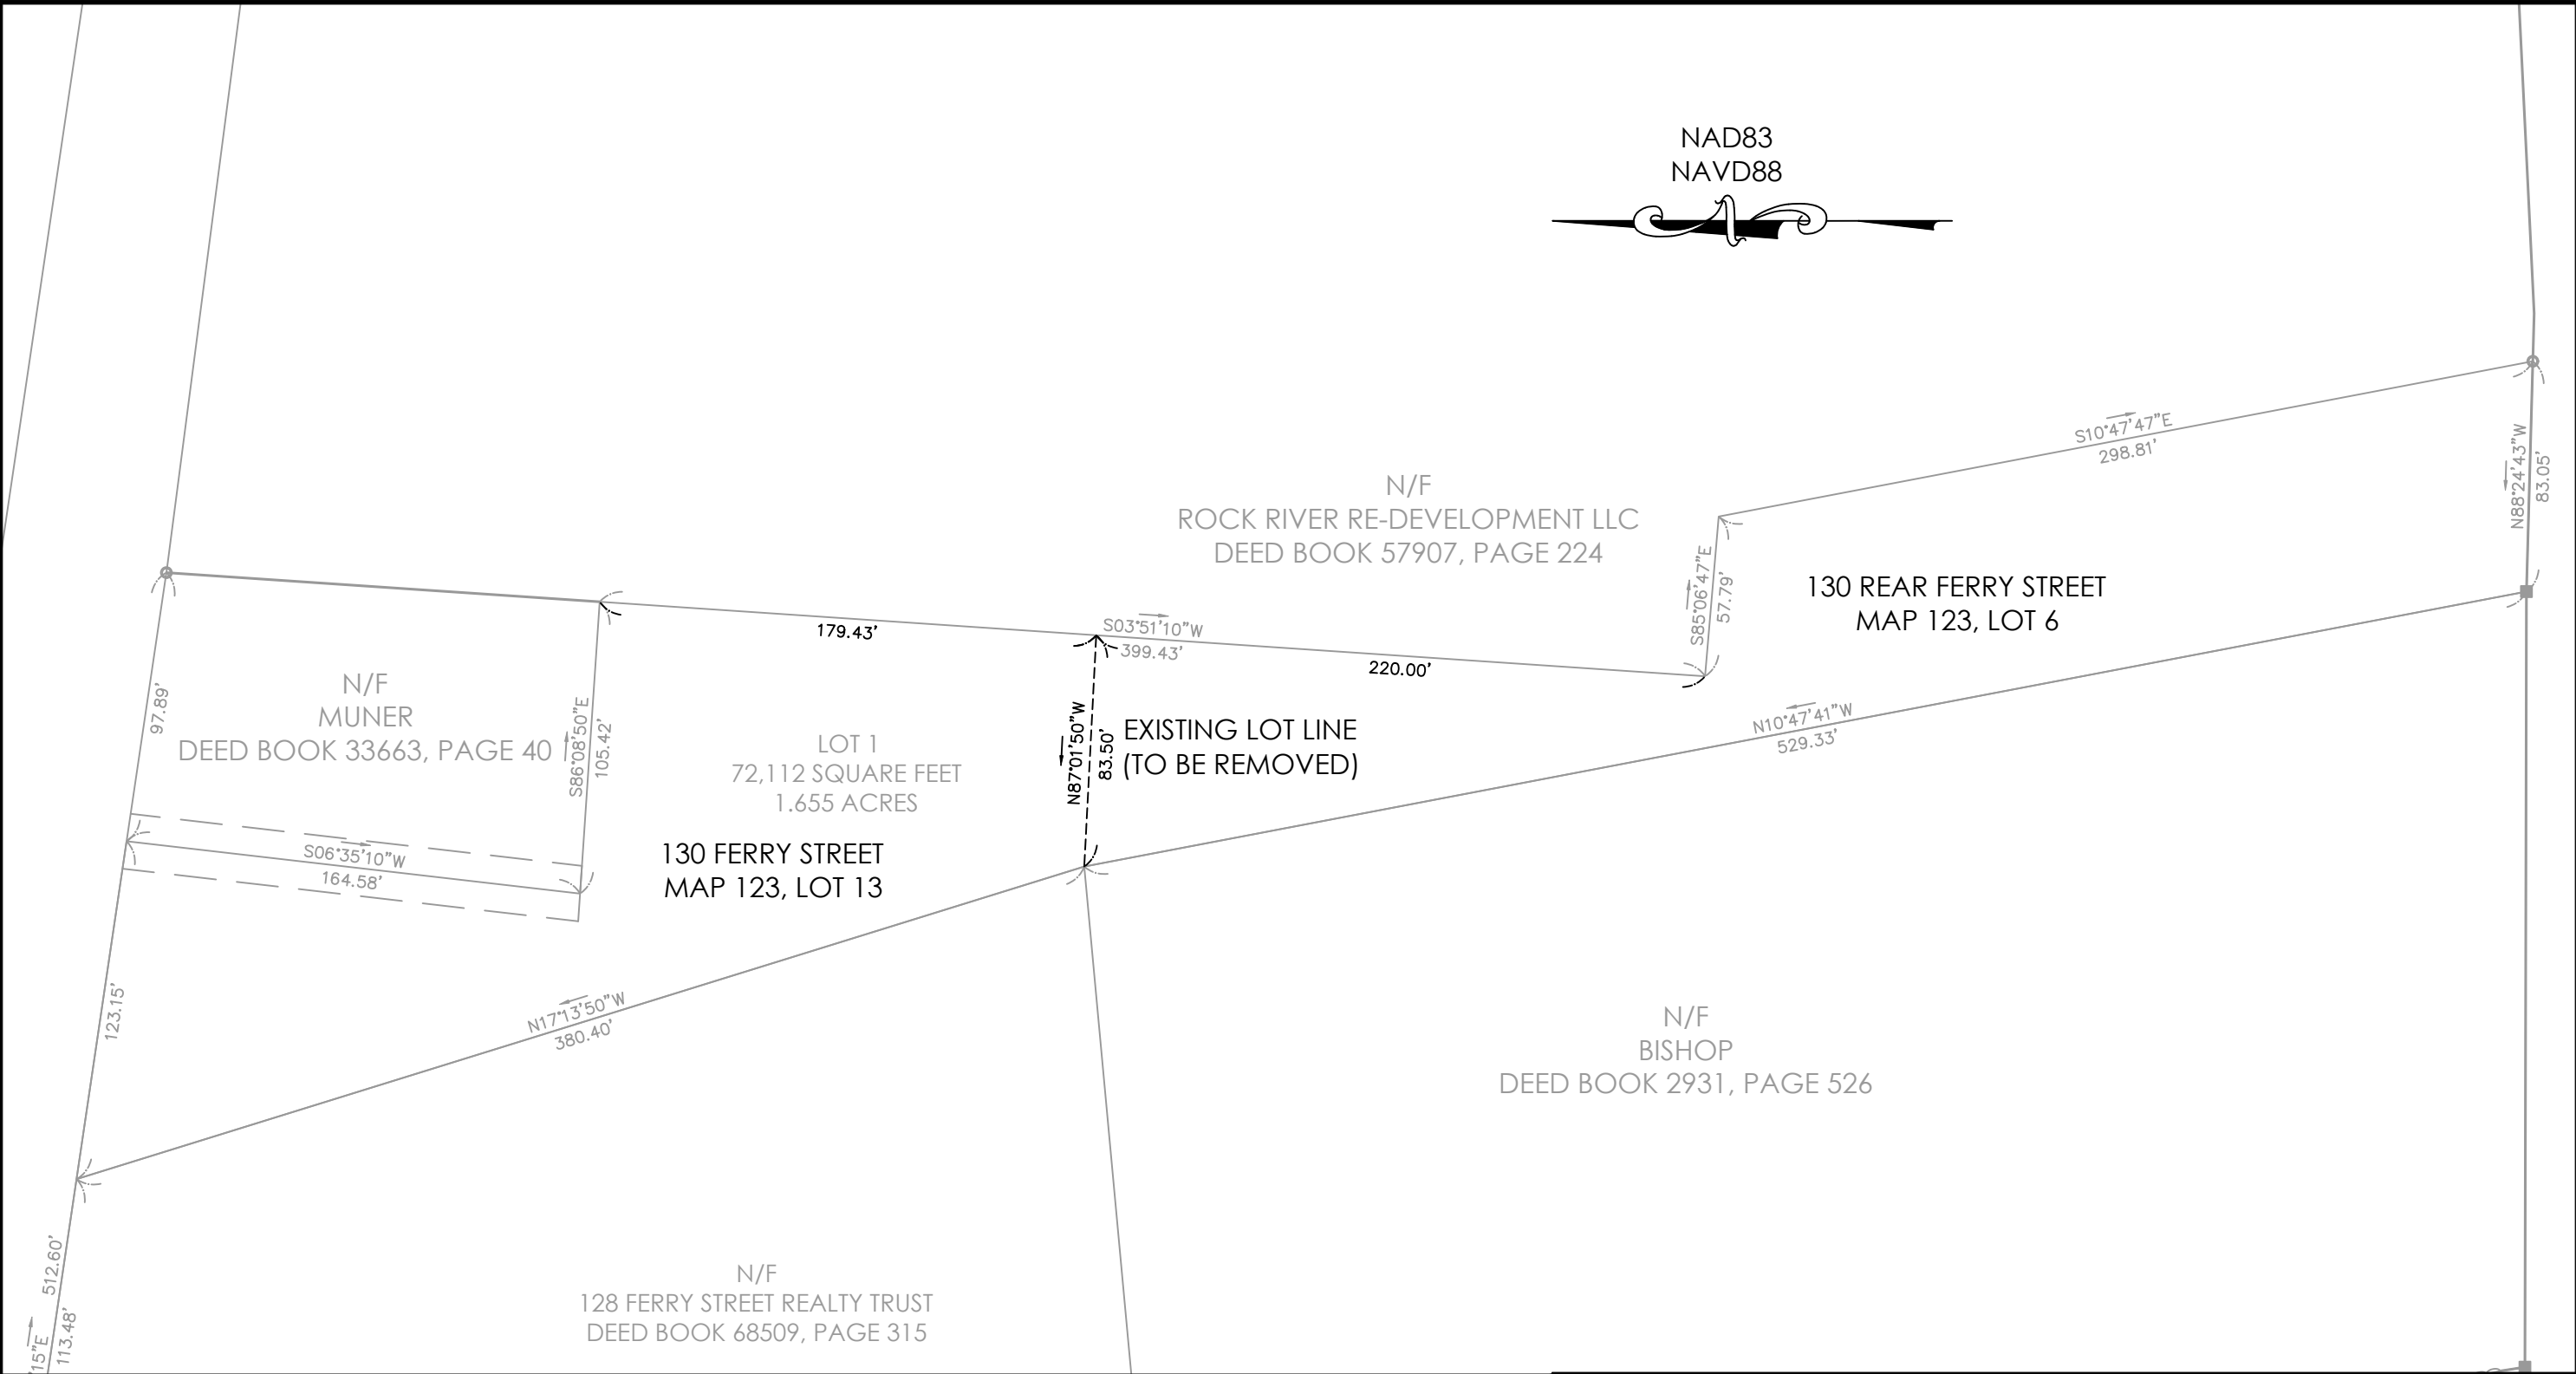 NAD83
NAVD88
S10°47'47"E
298.81'
N88°24'43"W
83.05'
N/F
ROCK RIVER RE-DEVELOPMENT LLC
DEED BOOK 57907, PAGE 224
S85°06'47"E
57.79'
130 REAR FERRY STREET
MAP 123, LOT 6
179.43'
S03°51'10"W
399.43'
220.00'
97.89'
N/F
MUNER
DEED BOOK 33663, PAGE 40
S86°08'50"E
105.42'
LOT 1
72,112 SQUARE FEET
1.655 ACRES
N87°01'50"W
83.50'
EXISTING LOT LINE
(TO BE REMOVED)
N10°47'41"W
529.33'
S06°35'10"W
164.58'
130 FERRY STREET
MAP 123, LOT 13
123.15'
N17°13'50"W
380.40'
N/F
BISHOP
DEED BOOK 2931, PAGE 526
512.60'
113.48'
15"E
N/F
128 FERRY STREET REALTY TRUST
DEED BOOK 68509, PAGE 315